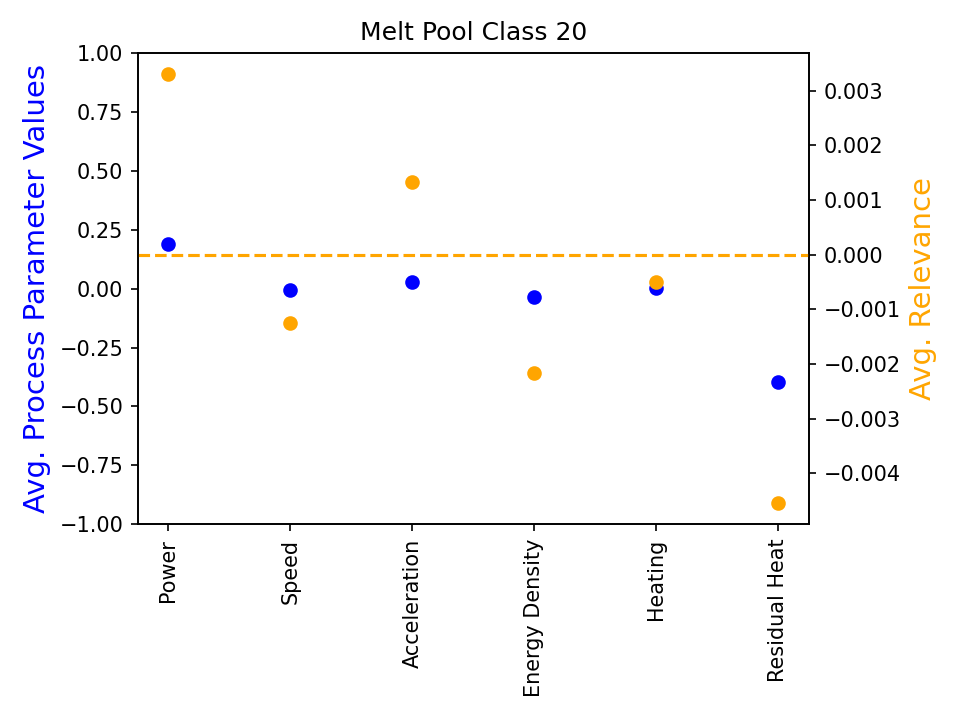 Melt Pool Class 20
Avg. Process Parameter Values
1.00
0.75
0.50
0.25
0.00
−0.25
−0.50
−0.75
−1.00
0.003
0.002
0.001
0.000
−0.001
−0.002
−0.003
−0.004
Avg. Relevance
Power
Speed
Acceleration
Energy Density
Heating
Residual Heat